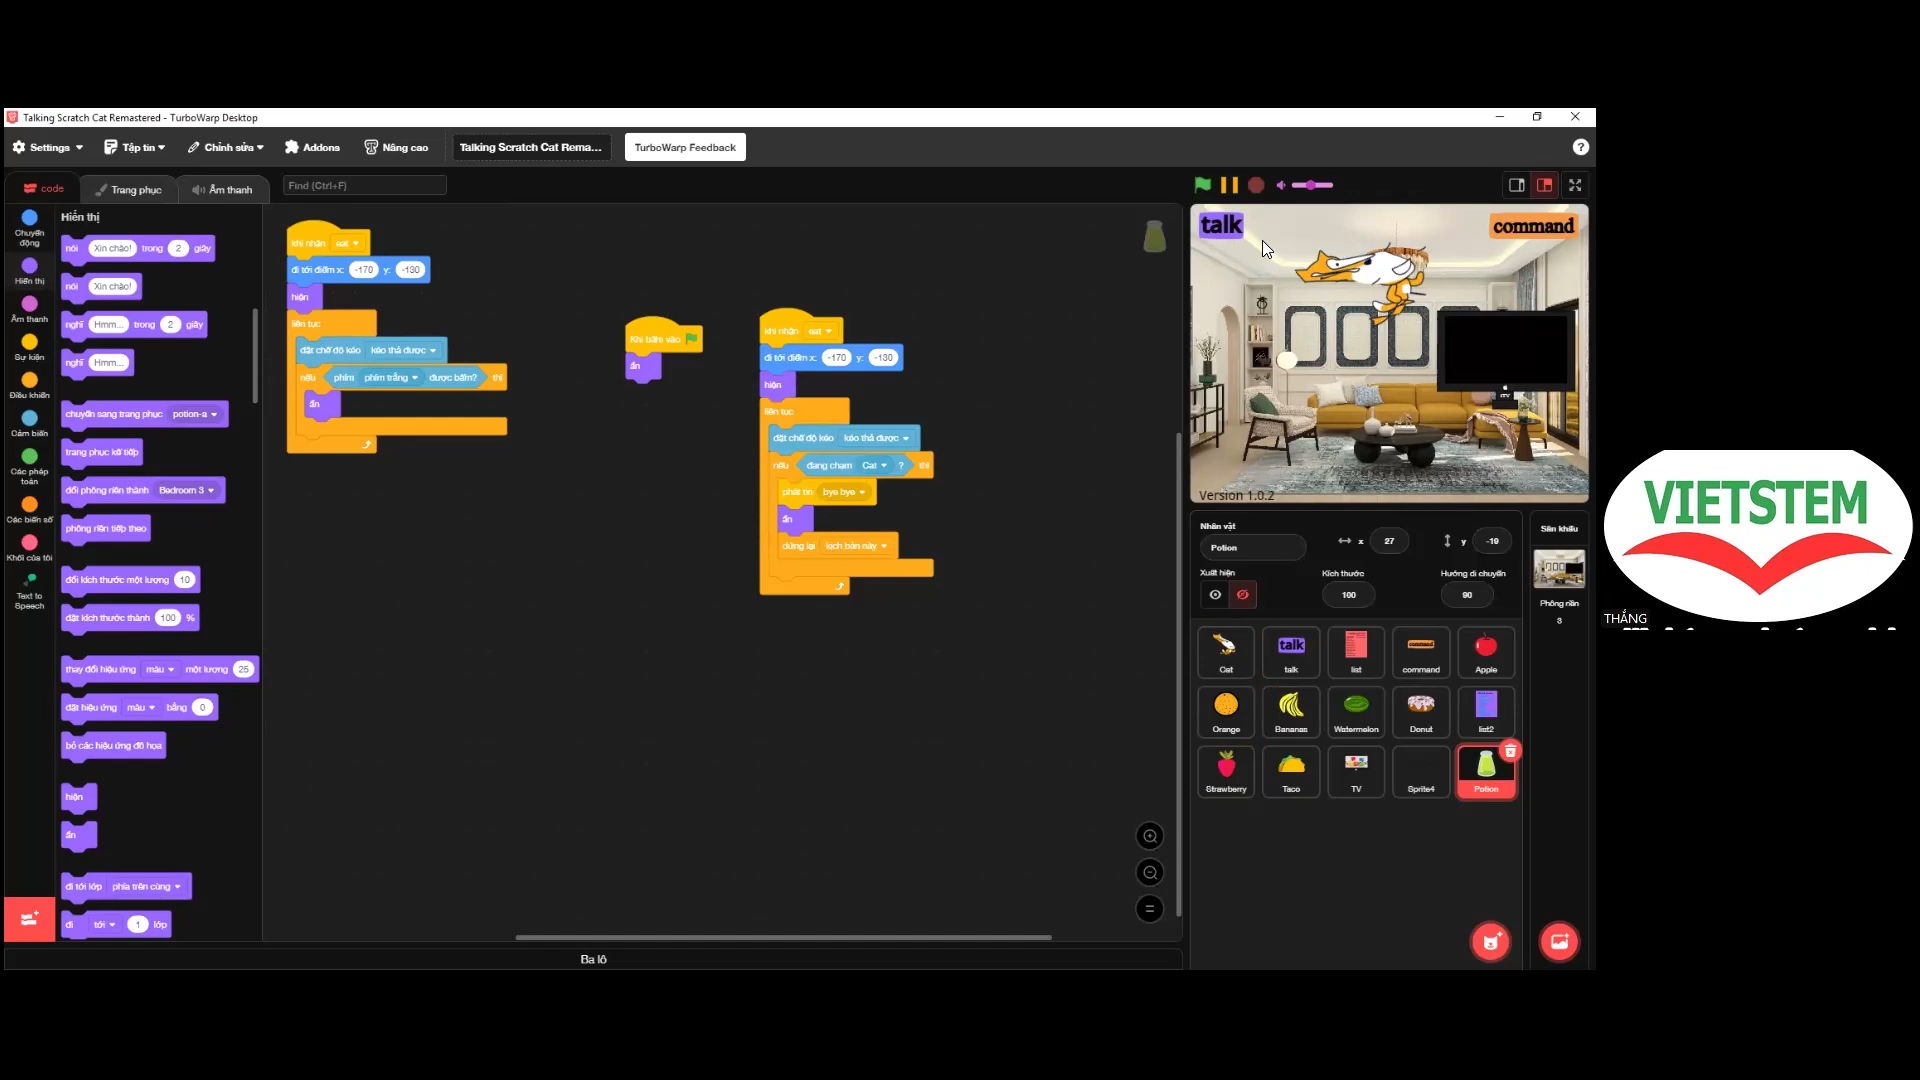 Talking Scratch Cat Remastered - TurboWarp Desktop
Settings
Tập tin
Chỉnh sửa
Addons
Nâng cao
Talking Scratch Cat Rema...
TurboWarp Feedback
?
code
Trang phục
Âm thanh
Find (Ctrl+F)
Chuyển động
Hiển thị
Âm thanh
Sự kiện
Điều khiển
Cảm biến
Các phép toán
Các biến số
Khối của tôi
Text to Speech
Hiển thị
nói Xin chào! trong 2 giây
nói Xin chào!
nghĩ Hmm... trong 2 giây
nghĩ Hmm...
chuyển sang trang phục potion-a
trang phục kế tiếp
đổi phông nền thành Bedroom 3
phông nền tiếp theo
đổi kích thước một lượng 10
đặt kích thước thành 100 %
thay đổi hiệu ứng màu một lượng 25
đặt hiệu ứng màu bằng 0
bỏ các hiệu ứng đồ họa
hiện
ẩn
đi tới lớp phía trên cùng
đi tới 1 lớp
khi nhận eat
đi tới điểm x: -170 y: -130
hiện
liên tục
đặt chế độ kéo kéo thả được
nếu phím phím trắng được bấm? thì
ẩn
Khi bấm vào
ẩn
khi nhận eat
đi tới điểm x: -170 y: -130
hiện
liên tục
đặt chế độ kéo kéo thả được
nếu đang chạm Cat ? thì
phát tin bye bye
ẩn
dừng lại kịch bản này
Ba lô
talk
command
tv
Version 1.0.2
Nhân vật
Potion
x 27
y -19
Xuất hiện
Kích thước
100
Hướng di chuyển
90
Cat
talk
talk
list
command
command
Apple
Orange
Bananas
Watermelon
Donut
list2
Strawberry
Taco
TV
Sprite4
Potion
Sân khấu
Phông nền
3
VIETSTEM
THẮNG